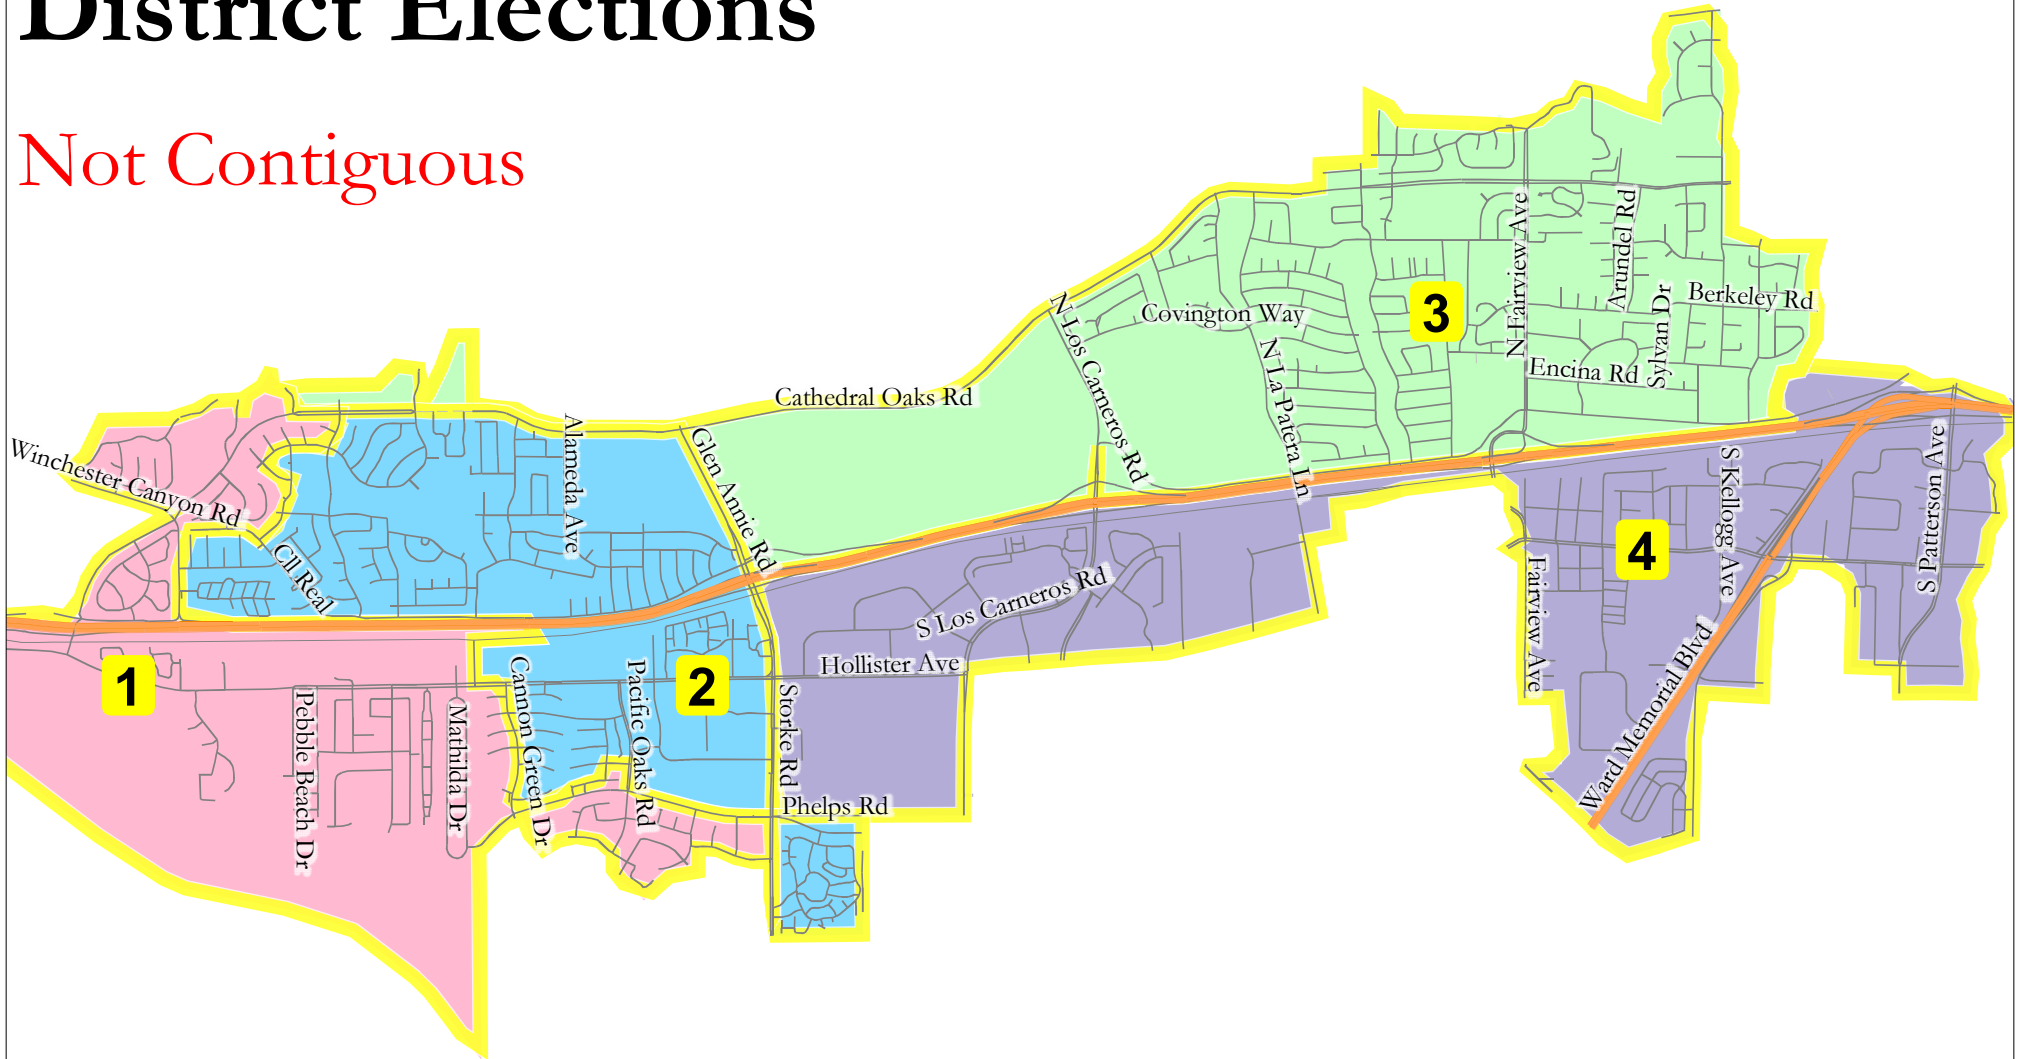 District Elections
Not Contiguous
Winchester Canyon Rd
Cll Real
Alameda Ave
Glen Annie Rd
Cathedral Oaks Rd
N Los Carneros Rd
Covington Way
N La Patera Ln
3
N Fairview Ave
Arundel Rd
Sylvan Dr
Berkeley Rd
Encina Rd
S Kellogg Ave
S Patterson Ave
4
Fairview Ave
Ward Memorial Blvd
S Los Carneros Rd
Hollister Ave
1
2
Pebble Beach Dr
Mathilda Dr
Cannon Green Dr
Pacific Oaks Rd
Storke Rd
Phelps Rd